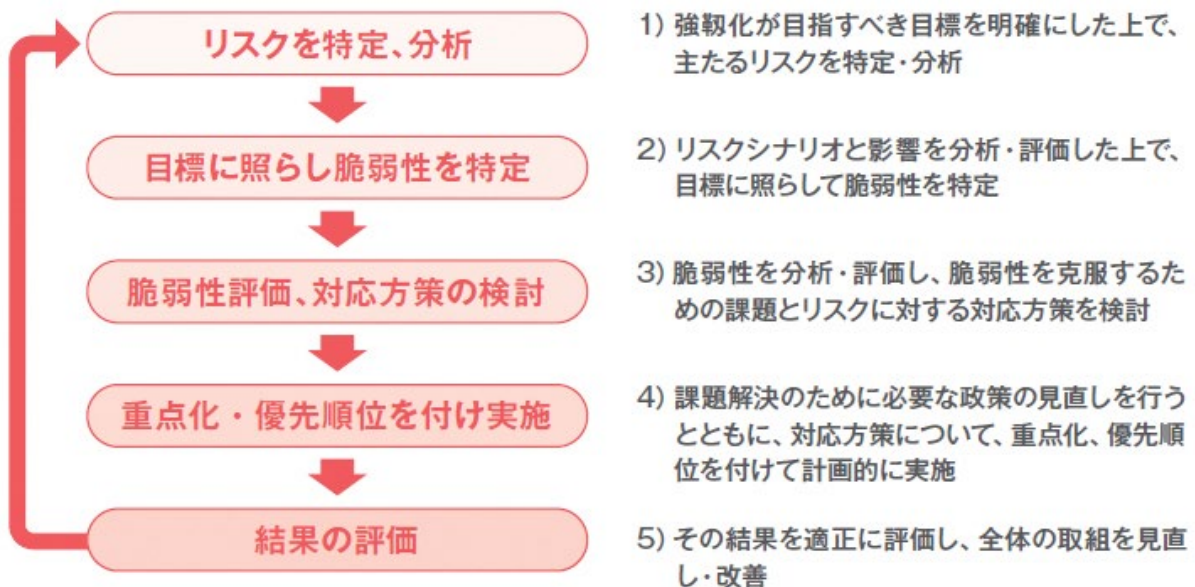 リスクを特定、分析
1) 強靱化が目指すべき目標を明確にした上で、
主たるリスクを特定・分析
目標に照らし脆弱性を特定
2) リスクシナリオと影響を分析・評価した上で、
目標に照らして脆弱性を特定
脆弱性評価、対応方策の検討
3) 脆弱性を分析・評価し、脆弱性を克服するた
めの課題とリスクに対する対応方策を検討
重点化・優先順位を付け実施
4) 課題解決のために必要な政策の見直しを行う
とともに、対応方策について、重点化、優先順
位を付けて計画的に実施
結果の評価
5) その結果を適正に評価し、全体の取組を見直
し・改善